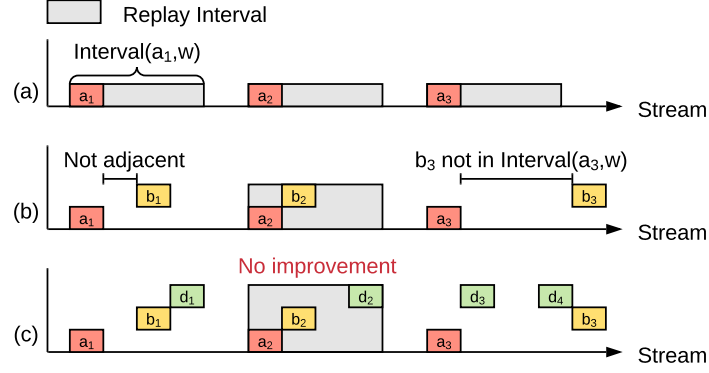 Replay Interval
Interval(a₁,w)
(a)
a₁
a₂
a₃
Stream
Not adjacent
b₃ not in Interval(a₃,w)
(b)
b₁
b₂
b₃
a₁
a₂
a₃
Stream
No improvement
d₁
d₂
d₃
d₄
(c)
b₁
b₂
b₃
a₁
a₂
a₃
Stream